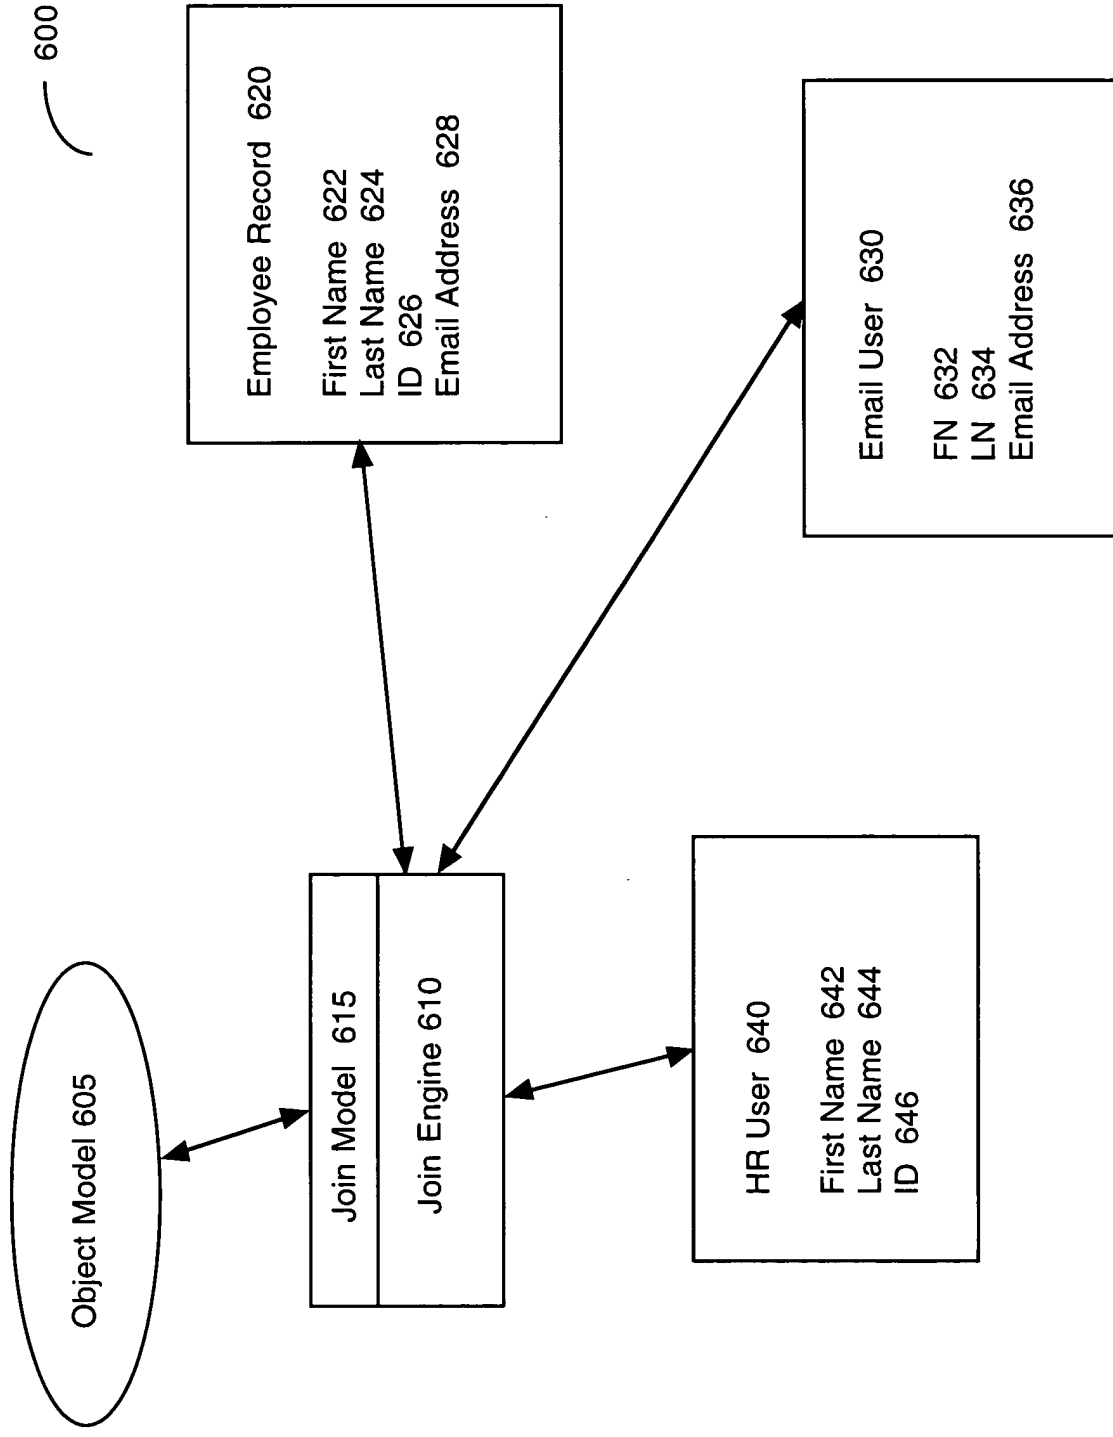 600
Object Model 605
Join Model 615
Join Engine 610
Employee Record 620
First Name 622
Last Name 624
ID 626
Email Address 628
HR User 640
First Name 642
Last Name 644
ID 646
Email User 630
FN 632
LN 634
Email Address 636